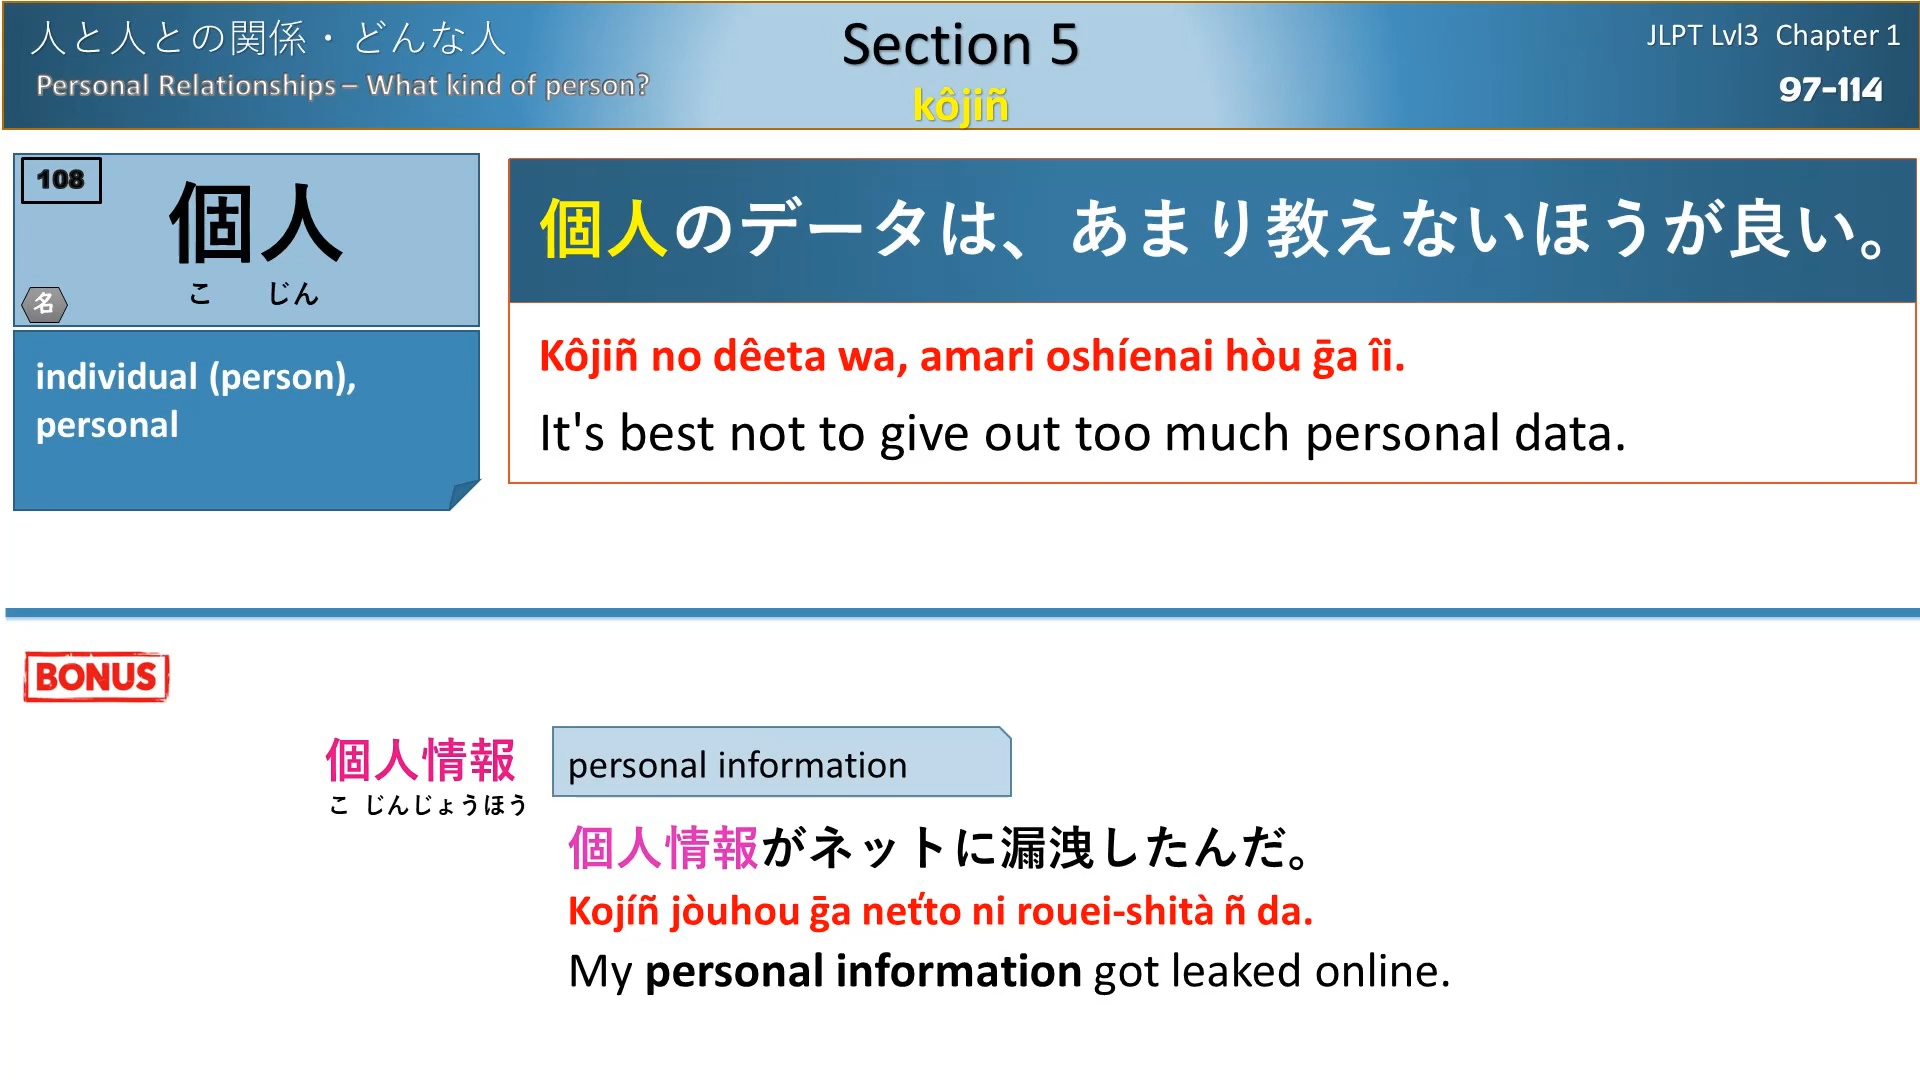 人と人との関係・どんな人
Personal Relationships – What kind of person?
Section 5
kôjiñ
JLPT Lvl3 Chapter 1
97-114
108
個人
こ じん
名
individual (person),
personal
個人のデータは、あまり教えないほうが良い。
Kôjiñ no dêeta wa, amari oshíenai hòu ḡa îi.
It's best not to give out too much personal data.
BONUS
個人情報
こ じんじょうほう
personal information
個人情報がネットに漏洩したんだ。
Kojíñ jòuhou ḡa neťto ni rouei-shità ñ da.
My personal information got leaked online.